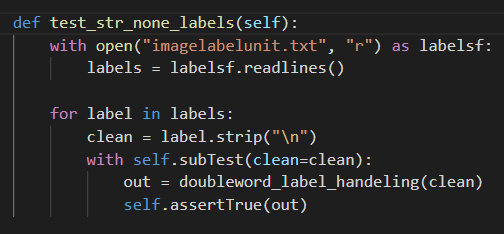 def test_str_none_labels(self):
    with open("imagelabelunit.txt", "r") as labelsf:
        labels = labelsf.readlines()

    for label in labels:
        clean = label.strip("\n")
        with self.subTest(clean=clean):
            out = doubleword_label_handeling(clean)
            self.assertTrue(out)